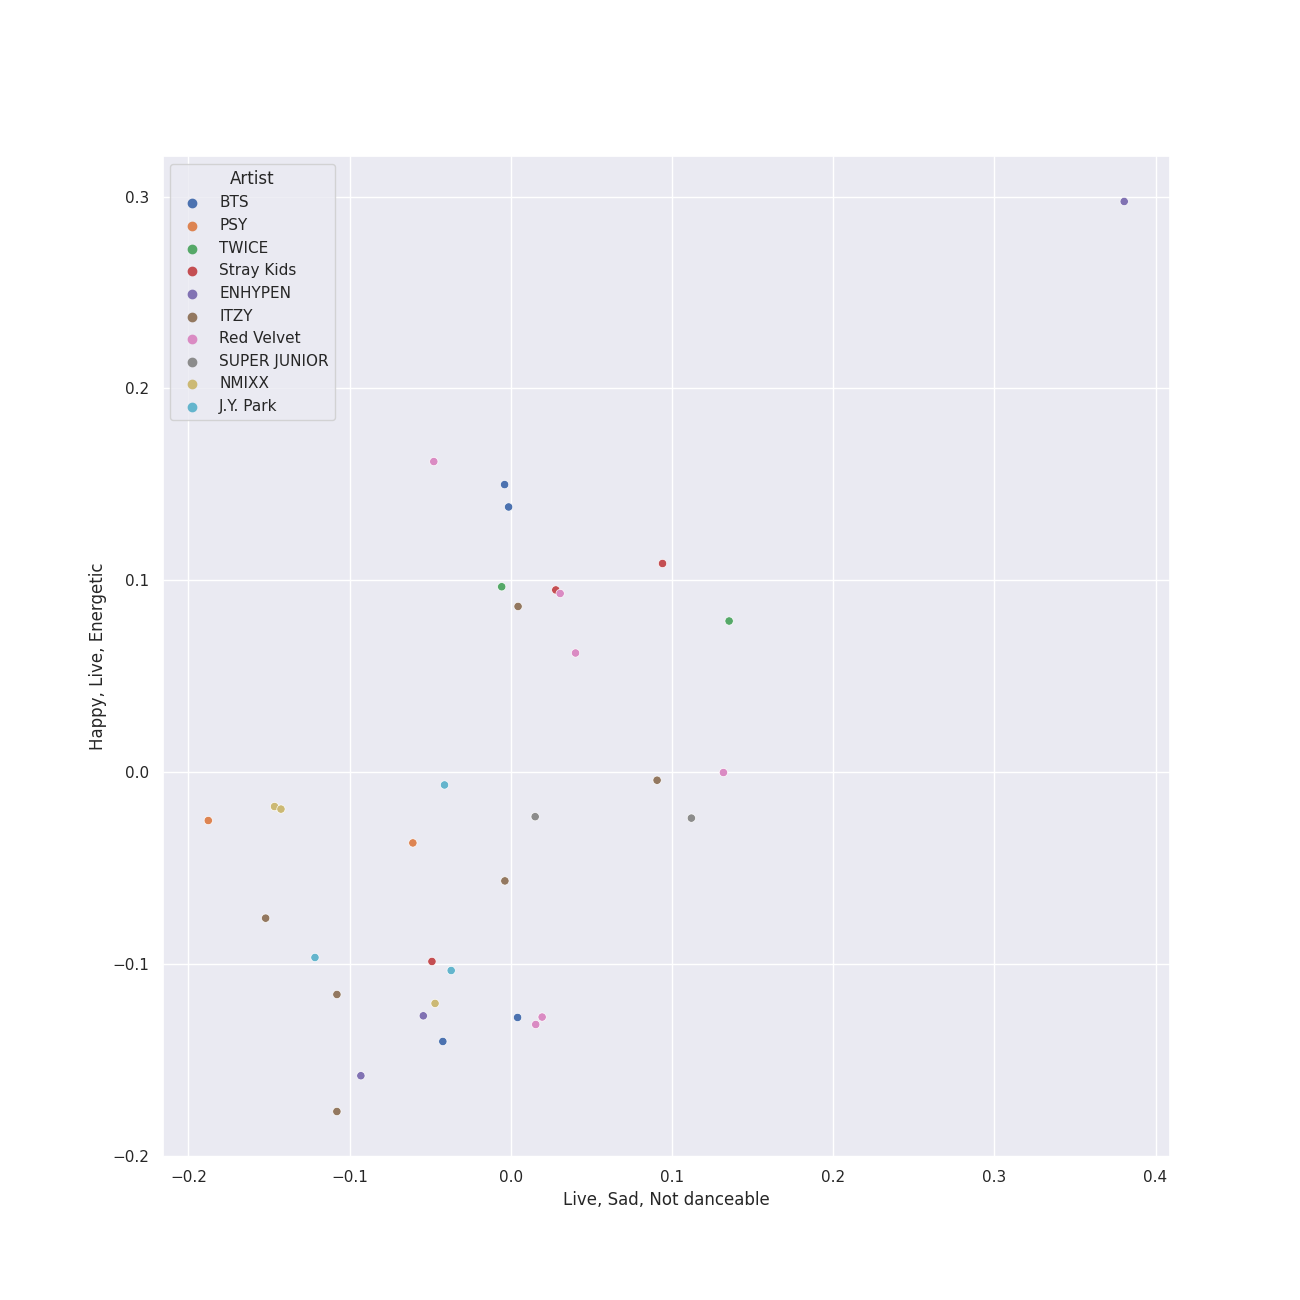 Artist
BTS
PSY
TWICE
Stray Kids
ENHYPEN
ITZY
Red Velvet
SUPER JUNIOR
NMIXX
J.Y. Park
Happy, Live, Energetic
0.3
0.2
0.1
0.0
−0.1
−0.2
−0.2 −0.1 0.0 0.1 0.2 0.3 0.4
Live, Sad, Not danceable